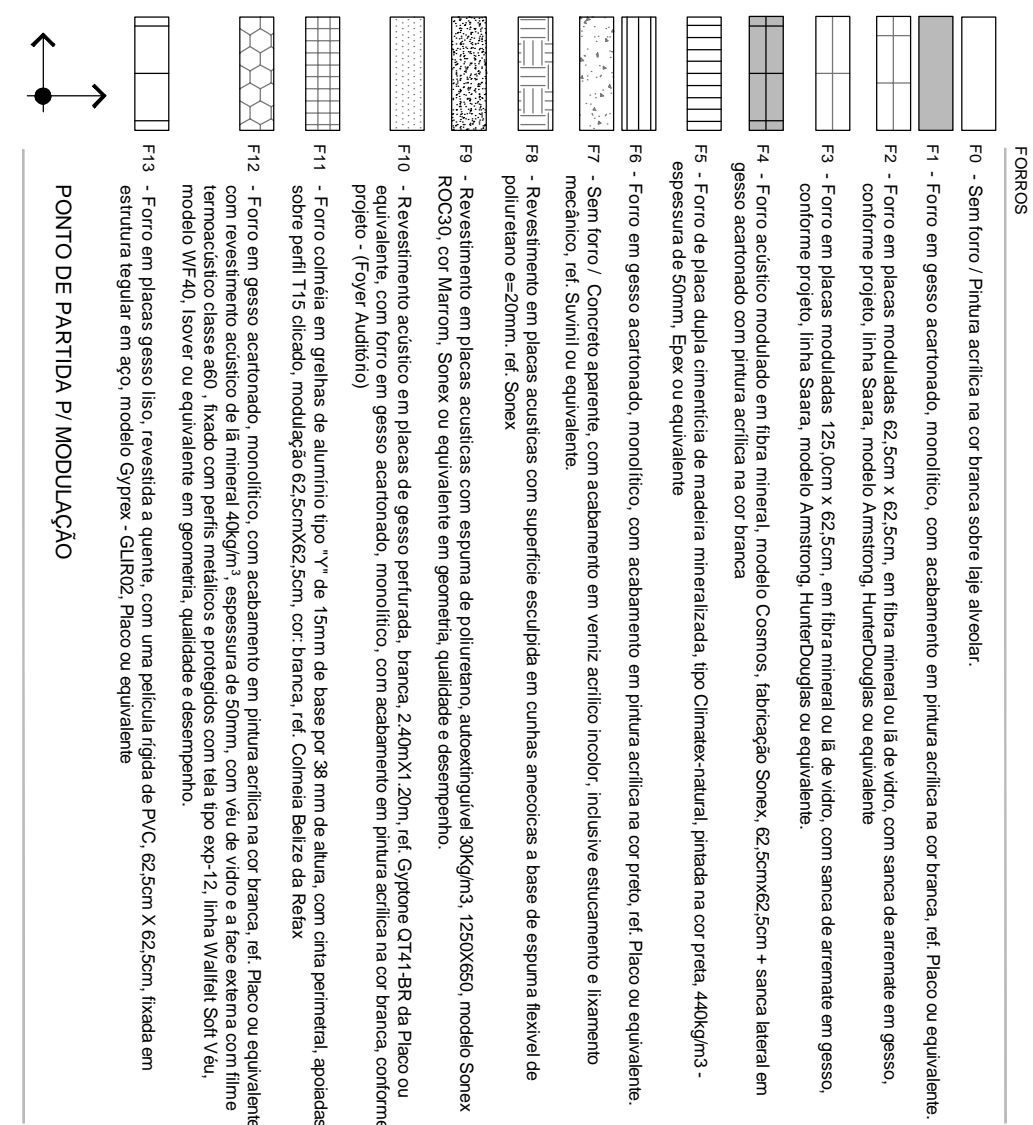 FORROS
F0 - Sem forro / Pintura acrílica na cor branca sobre laje alveolar.
F1 - Forro em gesso acartonado, monolítico, com acabamento em pintura acrílica na cor branca, ref. Placo ou equivalente.
F2 - Forro em placas moduladas 62,5cm x 62,5cm, em fibra mineral ou lã de vidro, com sanca de arremate em gesso,
conforme projeto, linha Saara, modelo Armstrong, HunterDouglas ou equivalente
F3 - Forro em placas moduladas 125,0cm x 62,5cm, em fibra mineral ou lã de vidro, com sanca de arremate em gesso,
conforme projeto, linha Saara, modelo Armstrong, HunterDouglas ou equivalente.
F4 - Forro acústico modulado em fibra mineral, modelo Cosmos, fabricação Sonex, 62,5cmx62,5cm + sanca lateral em
gesso acartonado com pintura acrílica na cor branca
F5 - Forro de placa dupla cimentícia de madeira mineralizada, tipo Climatex-natural, pintada na cor preta, 440kg/m3 -
espessura de 50mm, Epex ou equivalente
F6 - Forro em gesso acartonado, monolítico, com acabamento em pintura acrílica na cor preto, ref. Placo ou equivalente.
F7 - Sem forro / Concreto aparente, com acabamento em verniz acrilico incolor, inclusive estucamento e lixamento
mecânico, ref. Suvinil ou equivalente.
F8 - Revestimento em placas acusticas com superfície esculpida em cunhas anecoicas a base de espuma flexivel de
poliuretano e=20mm. ref. Sonex
F9 - Revestimento em placas acusticas com espuma de poliuretano, autoextinguível 30Kg/m3, 1250X650, modelo Sonex
ROC30, cor Marrom, Sonex ou equivalente em geometria, qualidade e desempenho.
F10 - Revestimento acústico em placas de gesso perfurada, branca, 2.40mX1.20m, ref. Gyptone QT41-BR da Placo ou
equivalente, com forro em gesso acartonado, monolítico, com acabamento em pintura acrílica na cor branca, conforme
projeto - (Foyer Auditório)
F11 - Forro colméia em grelhas de alumínio tipo "Y" de 15mm de base por 38 mm de altura, com cinta perimetral, apoiadas
sobre perfil T15 clicado, modulação 62,5cmX62,5cm, cor: branca, ref. Colmeia Belize da Refax
F12 - Forro em gesso acartonado, monolítico, com acabamento em pintura acrílica na cor branca, ref. Placo ou equivalente
com revestimento acústico de lã mineral 40kg/m³, espessura de 50mm, com véu de vidro e a face externa com filme
termoacústico classe a60 , fixado com perfis metálicos e protegidos com tela tipo exp-12, linha Wallfelt Soft Véu,
modelo WF40, Isover ou equivalente em geometria, qualidade e desempenho.
F13 - Forro em placas gesso liso, revestida a quente, com uma película rígida de PVC, 62,5cm X 62,5cm, fixada em
estrutura tegular em aço, modelo Gyprex - GLIR02, Placo ou equivalente
PONTO DE PARTIDA P/ MODULAÇÃO